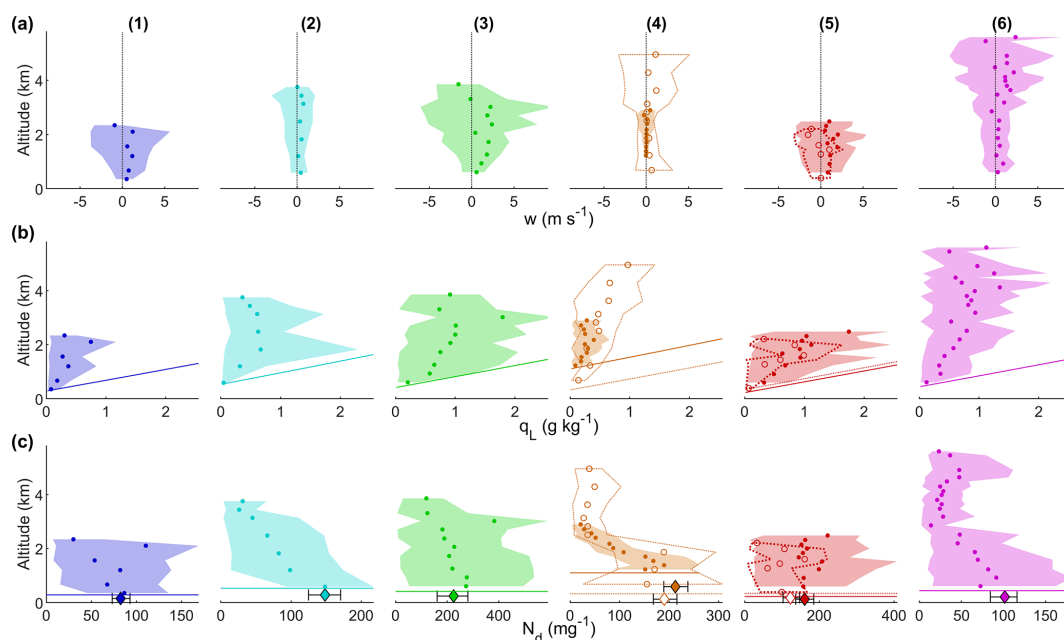 (a) (1) (2) (3) (4) (5) (6)
Altitude (km)
4
2
0
-5 0 5 -5 0 5 -5 0 5 -5 0 5 -5 0 5 -5 0 5
w (m s⁻¹)
(b)
Altitude (km)
4
2
0
0 1 2 0 1 2 0 1 2 0 1 2 0 1 2 0 1 2
q_L (g kg⁻¹)
(c)
Altitude (km)
4
2
0
0 50 100 150 0 50 100 150 200 0 200 400 0 100 200 300 0 200 400 0 50 100 150
N_d (mg⁻¹)